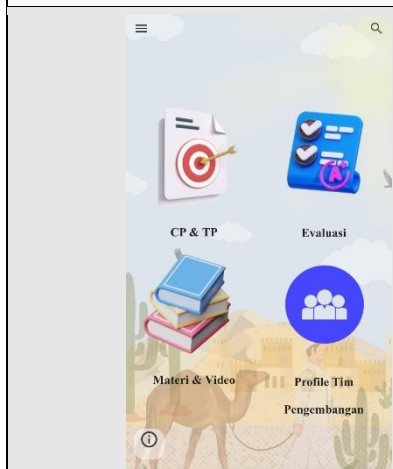 CP & TP
Evaluasi
Materi & Video
Profile Tim
Pengembangan